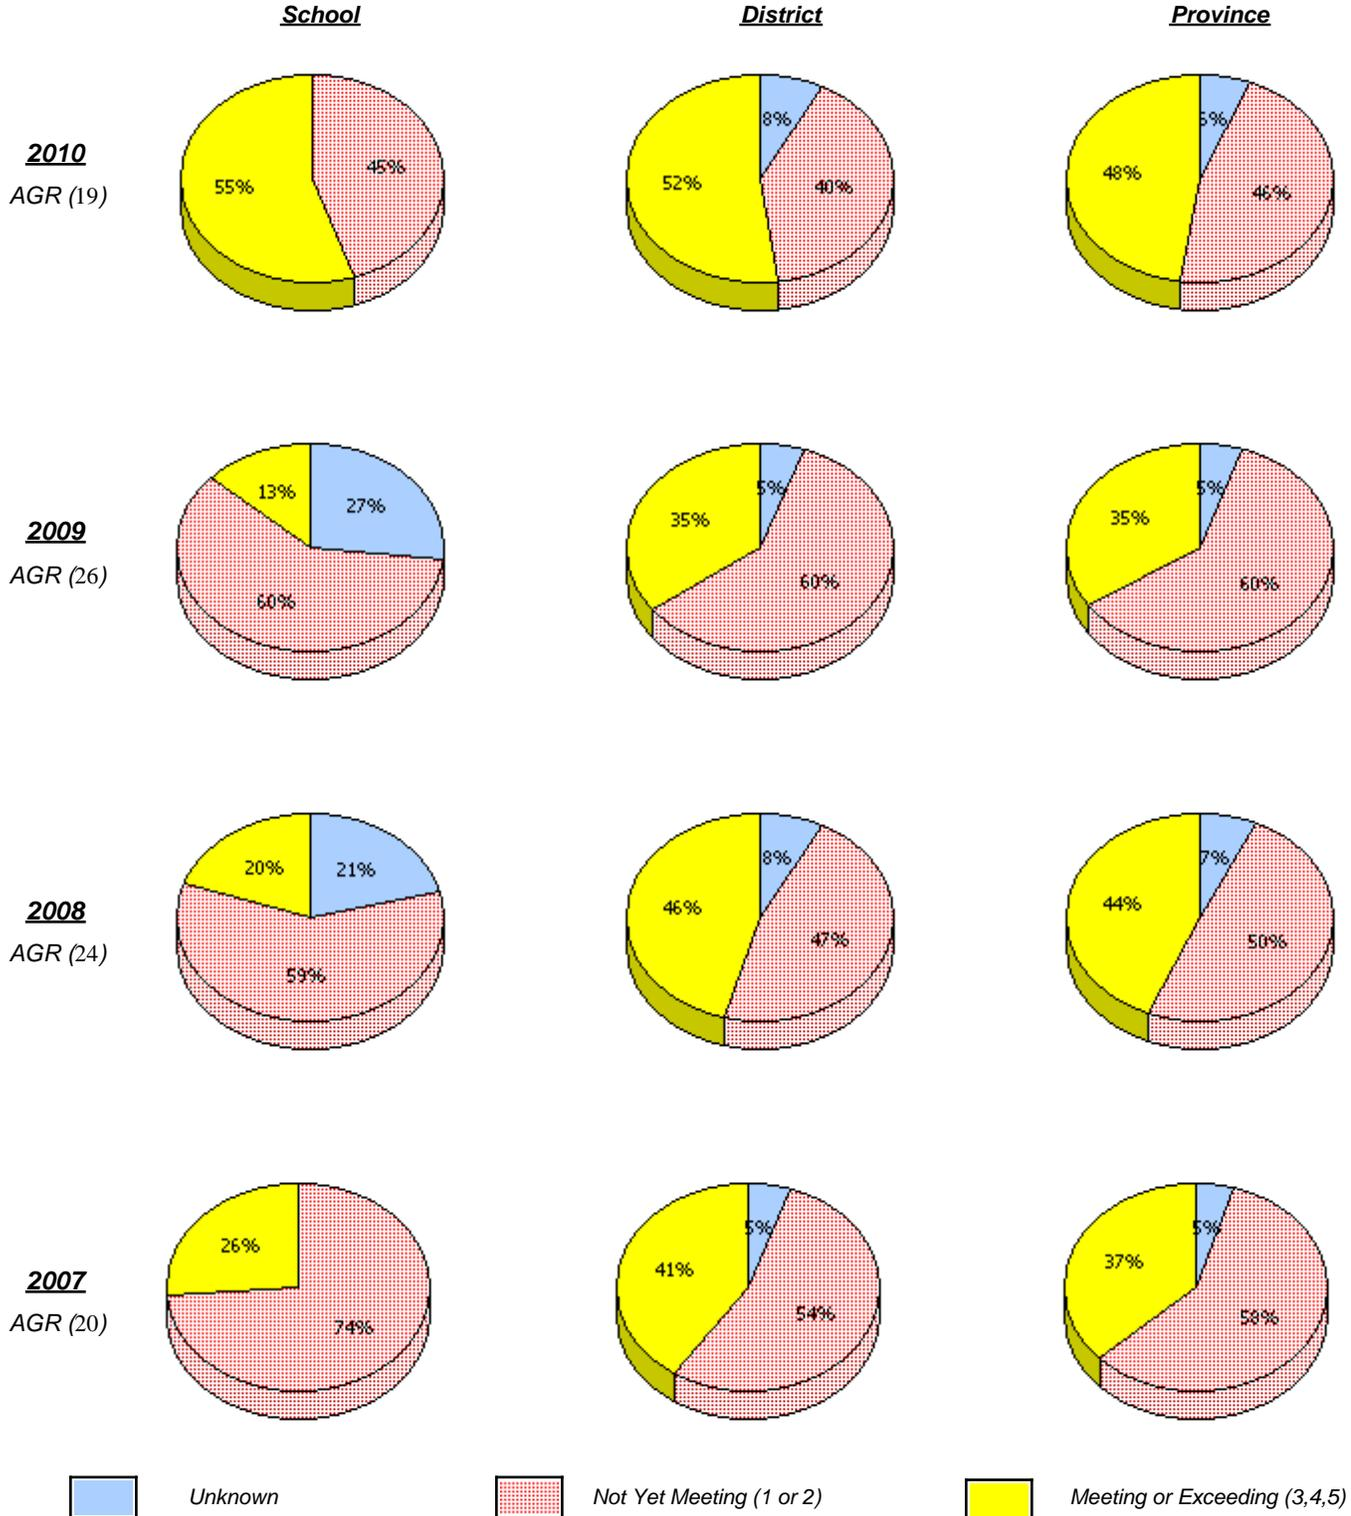 School District Province
2010
AGR (19)
55% 45%
52% 8% 40%
48% 6% 46%
2009
AGR (26)
13% 27% 60%
35% 5% 60%
35% 5% 60%
2008
AGR (24)
20% 21% 59%
46% 8% 47%
44% 7% 50%
2007
AGR (20)
26% 74%
41% 5% 54%
37% 5% 58%
Unknown Not Yet Meeting (1 or 2) Meeting or Exceeding (3,4,5)